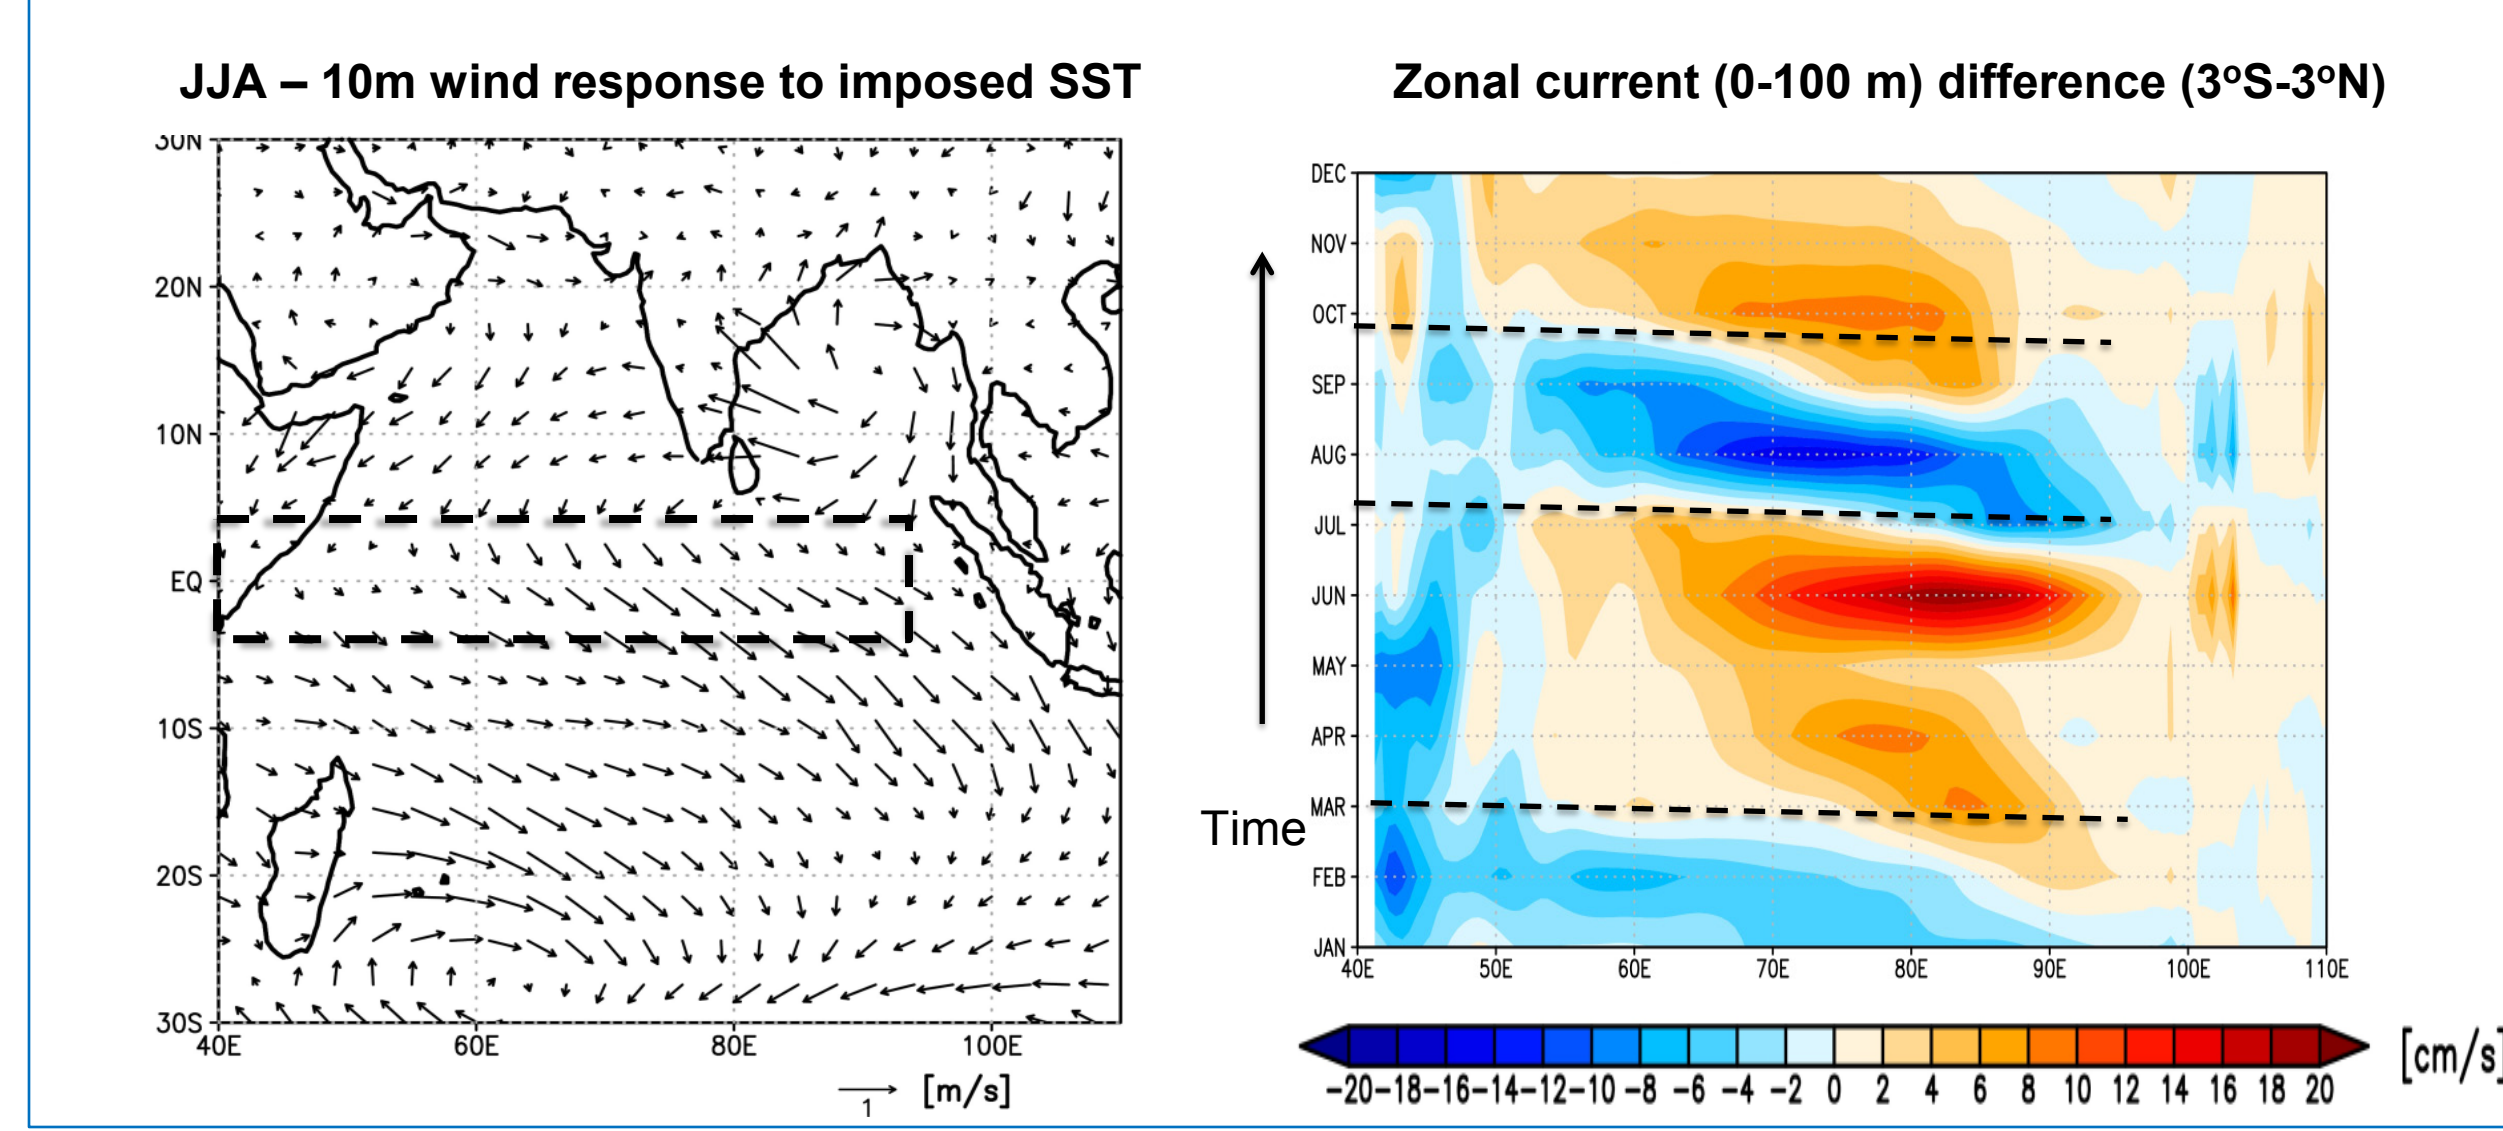 JJA – 10m wind response to imposed SST
Zonal current (0-100 m) difference (3ºS-3ºN)
30N
20N
10N
EQ
10S
20S
30S
40E 60E 80E 100E
1 [m/s]
Time
DEC
NOV
OCT
SEP
AUG
JUL
JUN
MAY
APR
MAR
FEB
JAN
40E 50E 60E 70E 80E 90E 100E 110E
-20 -18 -16 -14 -12 -10 -8 -6 -4 -2 0 2 4 6 8 10 12 14 16 18 20
[cm/s]